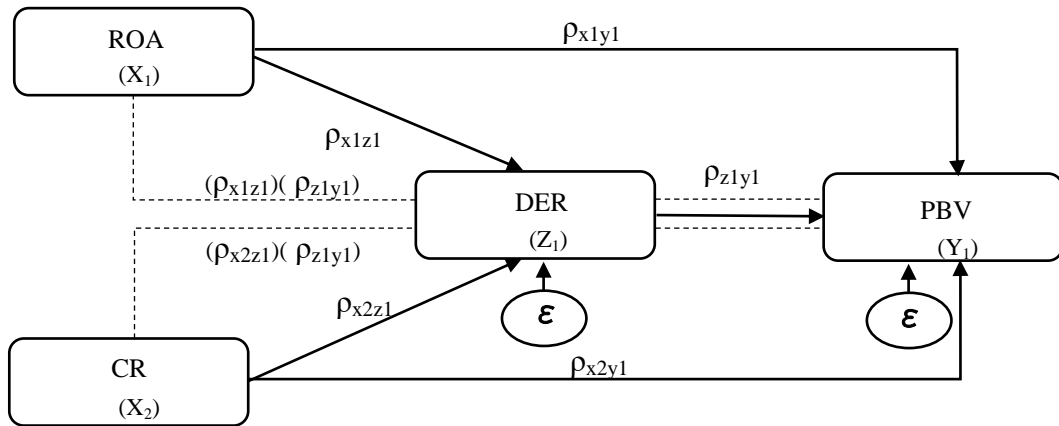 ROA
(X₁)
ρx1y1
ρx1z1
(ρx1z1)( ρz1y1)
DER
(Z₁)
ρz1y1
PBV
(Y₁)
(ρx2z1)( ρz1y1)
ρx2z1
ε
ε
CR
(X₂)
ρx2y1